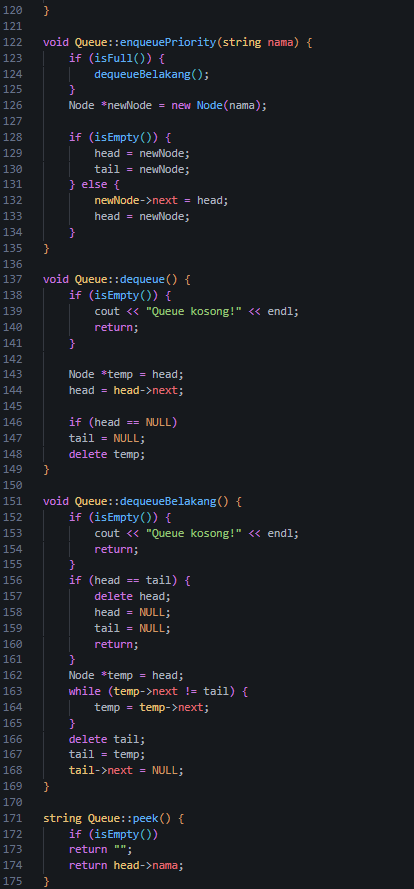 120 }
121
122 void Queue::enqueuePriority(string nama) {
123     if (isFull()) {
124         dequeueBelakang();
125     }
126     Node *newNode = new Node(nama);
127
128     if (isEmpty()) {
129         head = newNode;
130         tail = newNode;
131     } else {
132         newNode->next = head;
133         head = newNode;
134     }
135 }
136
137 void Queue::dequeue() {
138     if (isEmpty()) {
139         cout << "Queue kosong!" << endl;
140         return;
141     }
142
143     Node *temp = head;
144     head = head->next;
145
146     if (head == NULL)
147     tail = NULL;
148     delete temp;
149 }
150
151 void Queue::dequeueBelakang() {
152     if (isEmpty()) {
153         cout << "Queue kosong!" << endl;
154         return;
155     }
156     if (head == tail) {
157         delete head;
158         head = NULL;
159         tail = NULL;
160         return;
161     }
162     Node *temp = head;
163     while (temp->next != tail) {
164         temp = temp->next;
165     }
166     delete tail;
167     tail = temp;
168     tail->next = NULL;
169 }
170
171 string Queue::peek() {
172     if (isEmpty())
173     return "";
174     return head->nama;
175 }